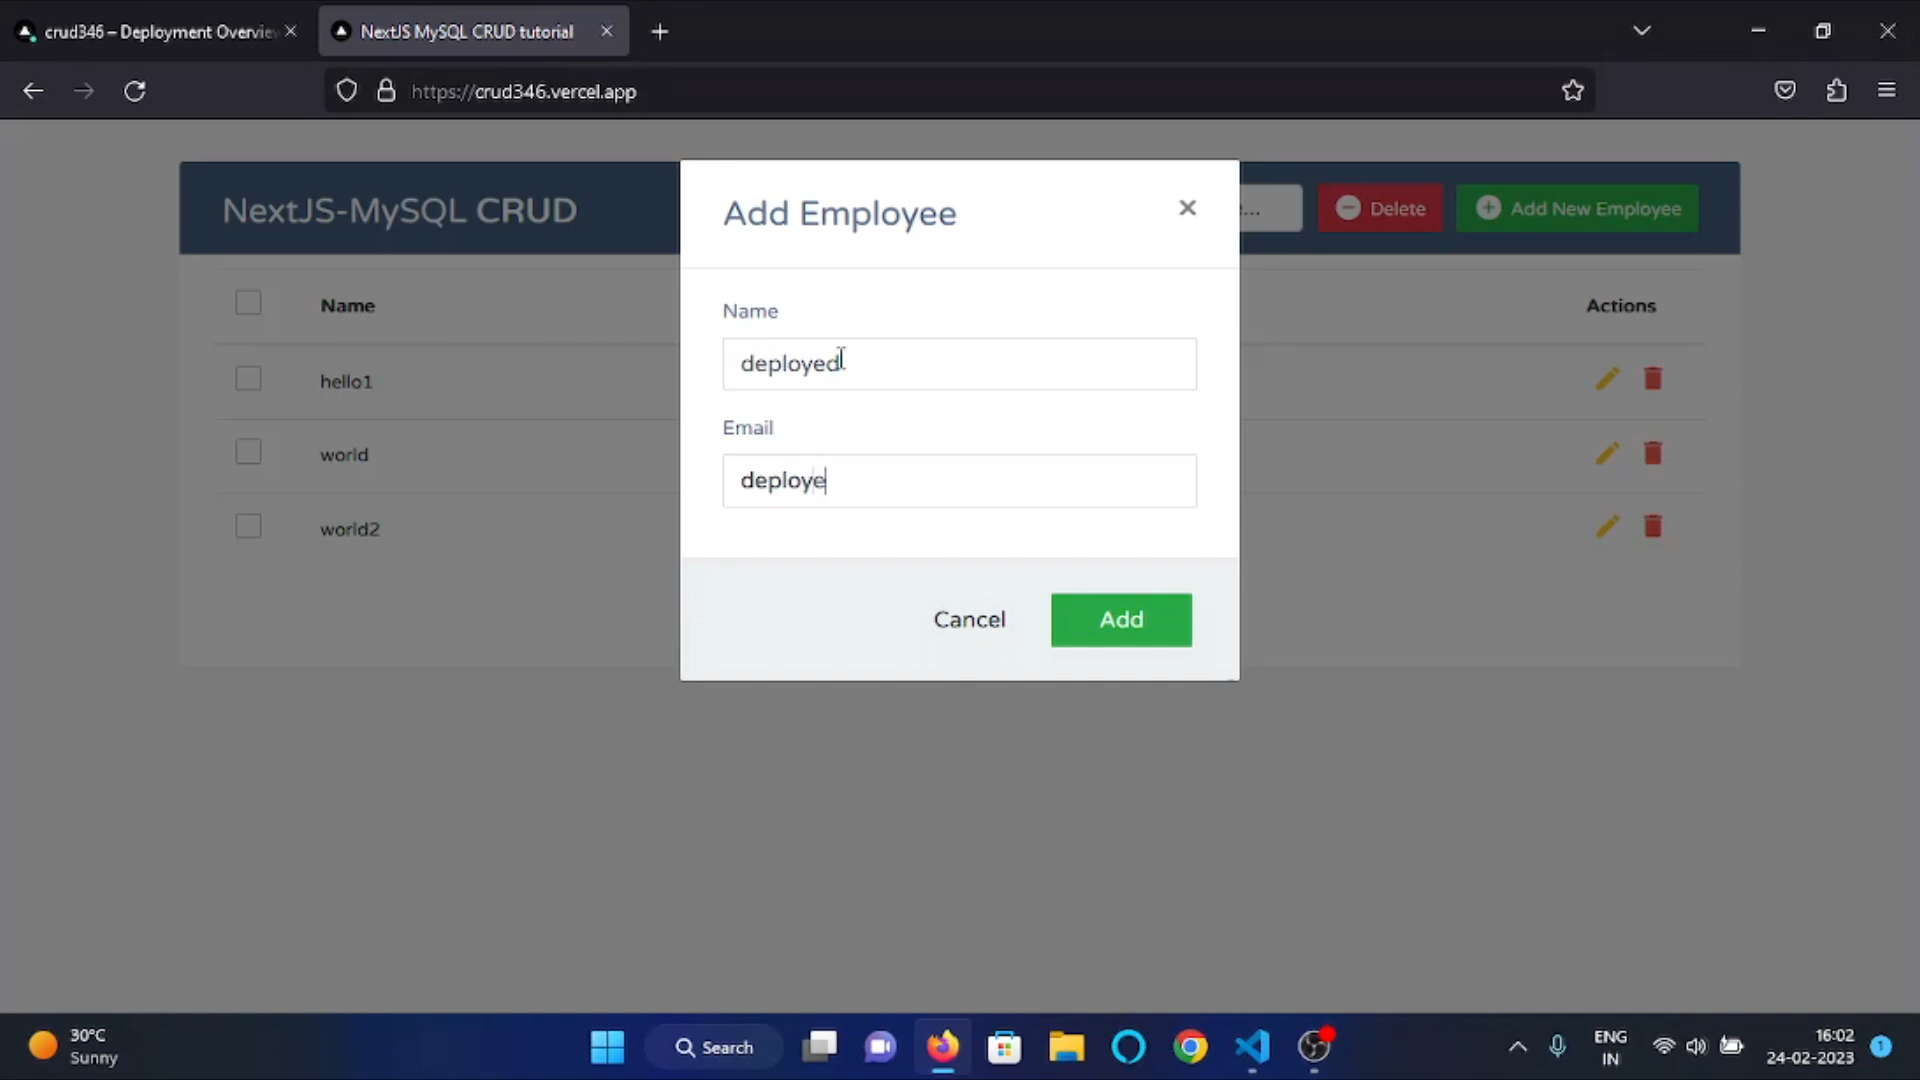 crud346 – Deployment Overvie
NextJS MySQL CRUD tutorial
https://crud346.vercel.app
NextJS-MySQL CRUD
Add Employee
...
Delete
Add New Employee
Name
Actions
Name
deployed
hello1
Email
world
deploye
world2
Cancel
Add
30°C
Sunny
Search
ENG
IN
16:02
24-02-2023
1